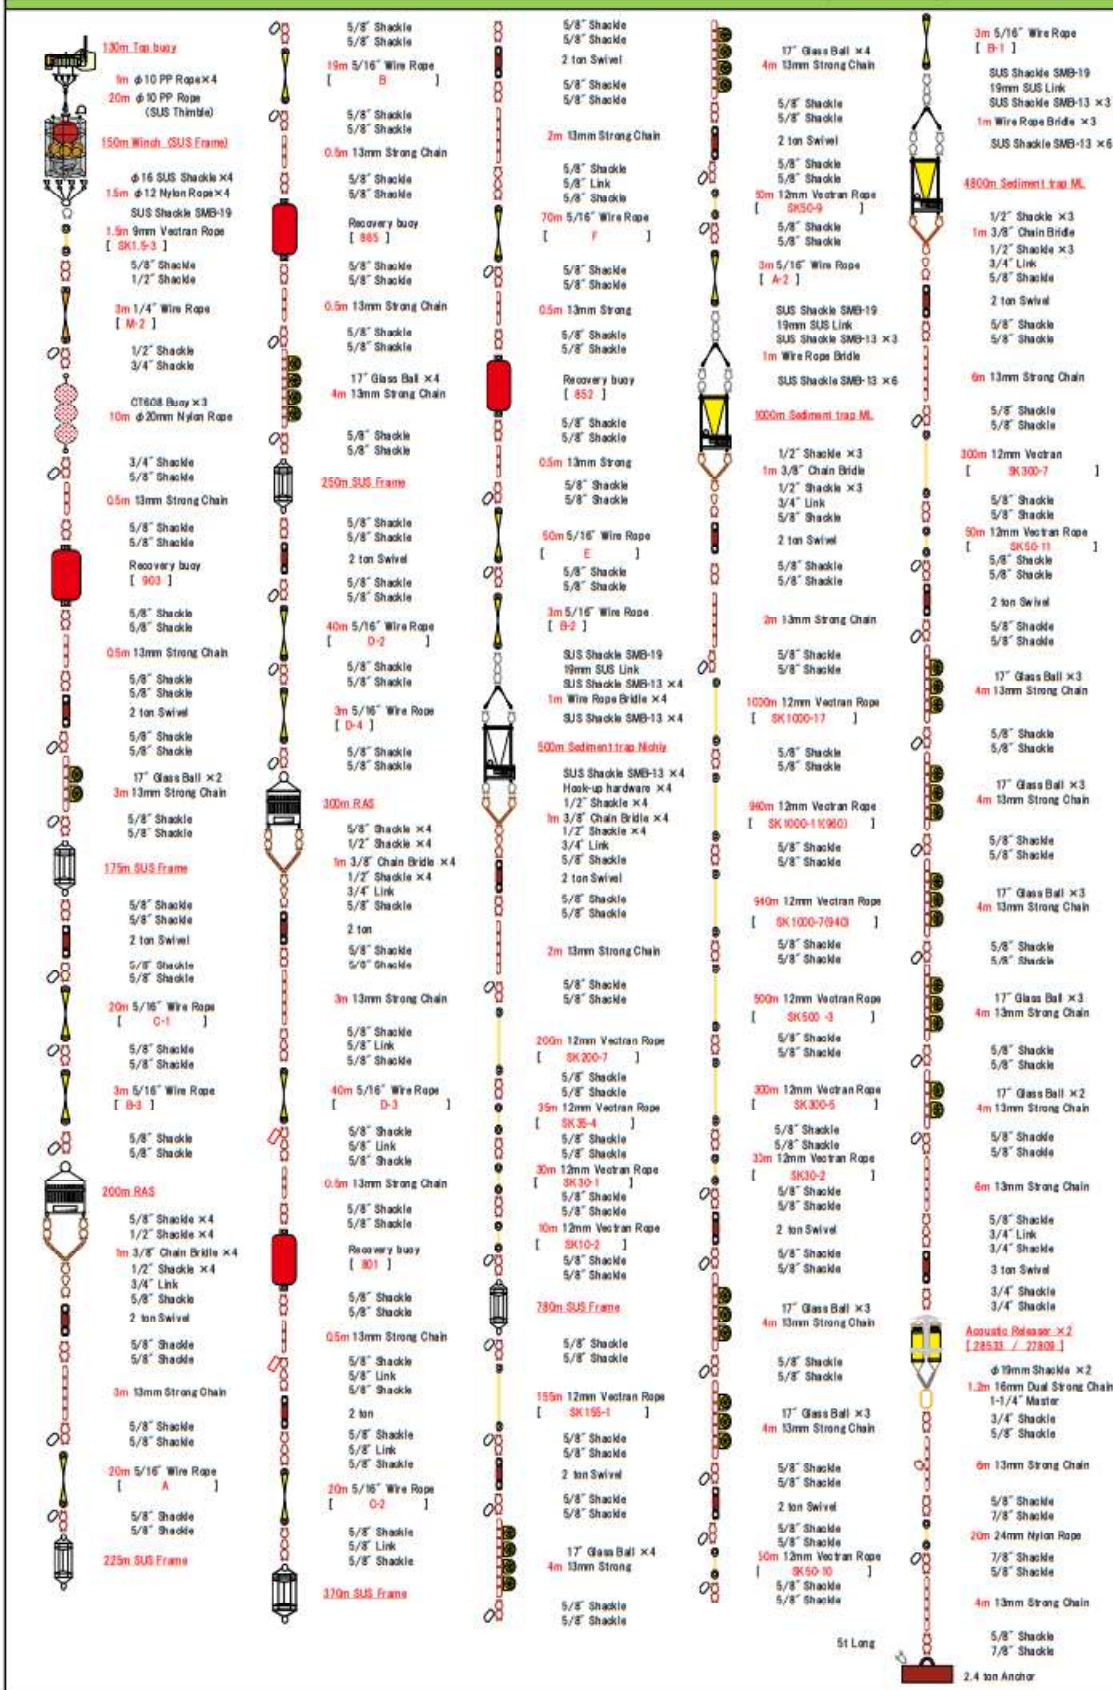 130m Top buoy
1m φ10 PP Rope×4
20m φ10 PP Rope
(SUS Thimble)
150m Winch (SUS Frame)
φ16 SUS Shackle ×4
1.5m φ12 Nylon Rope×4
SUS Shackle SMB-19
1.5m 9mm Vectran Rope
[ SK1.5-3 ]
5/8" Shackle
1/2" Shackle
3m 1/4" Wire Rope
[ M-2 ]
1/2" Shackle
3/4" Shackle
CT608 Buoy ×3
10m φ20mm Nylon Rope
3/4" Shackle
5/8" Shackle
0.5m 13mm Strong Chain
5/8" Shackle
5/8" Shackle
Recovery buoy
[ 903 ]
5/8" Shackle
5/8" Shackle
0.5m 13mm Strong Chain
5/8" Shackle
5/8" Shackle
2 ton Swivel
5/8" Shackle
5/8" Shackle
17" Glass Ball ×2
3m 13mm Strong Chain
5/8" Shackle
5/8" Shackle
175m SUS Frame
5/8" Shackle
5/8" Shackle
2 ton Swivel
5/8" Shackle
5/8" Shackle
20m 5/16" Wire Rope
[ C-1 ]
5/8" Shackle
5/8" Shackle
3m 5/16" Wire Rope
[ B-3 ]
5/8" Shackle
5/8" Shackle
200m RAS
5/8" Shackle ×4
1/2" Shackle ×4
1m 3/8" Chain Bridle ×4
1/2" Shackle ×4
3/4" Link
5/8" Shackle
2 ton Swivel
5/8" Shackle
5/8" Shackle
3m 13mm Strong Chain
5/8" Shackle
5/8" Shackle
20m 5/16" Wire Rope
[ A ]
5/8" Shackle
5/8" Shackle
225m SUS Frame
5/8" Shackle
5/8" Shackle
19m 5/16" Wire Rope
[ B ]
5/8" Shackle
5/8" Shackle
0.5m 13mm Strong Chain
5/8" Shackle
5/8" Shackle
Recovery buoy
[ 885 ]
5/8" Shackle
5/8" Shackle
0.5m 13mm Strong Chain
5/8" Shackle
5/8" Shackle
17" Glass Ball ×4
4m 13mm Strong Chain
5/8" Shackle
5/8" Shackle
250m SUS Frame
5/8" Shackle
5/8" Shackle
2 ton Swivel
5/8" Shackle
5/8" Shackle
40m 5/16" Wire Rope
[ D-2 ]
5/8" Shackle
5/8" Shackle
3m 5/16" Wire Rope
[ D-4 ]
5/8" Shackle
5/8" Shackle
300m RAS
5/8" Shackle ×4
1/2" Shackle ×4
1m 3/8" Chain Bridle ×4
1/2" Shackle ×4
3/4" Link
5/8" Shackle
2 ton
5/8" Shackle
5/8" Shackle
3m 13mm Strong Chain
5/8" Shackle
5/8" Link
5/8" Shackle
40m 5/16" Wire Rope
[ D-3 ]
5/8" Shackle
5/8" Link
5/8" Shackle
0.5m 13mm Strong Chain
5/8" Shackle
5/8" Shackle
Recovery buoy
[ 801 ]
5/8" Shackle
5/8" Shackle
0.5m 13mm Strong Chain
5/8" Shackle
5/8" Link
5/8" Shackle
2 ton
5/8" Shackle
5/8" Link
5/8" Shackle
20m 5/16" Wire Rope
[ C-2 ]
5/8" Shackle
5/8" Link
5/8" Shackle
370m SUS Frame
5/8" Shackle
5/8" Shackle
2 ton Swivel
5/8" Shackle
5/8" Shackle
2m 13mm Strong Chain
5/8" Shackle
5/8" Link
5/8" Shackle
70m 5/16" Wire Rope
[ F ]
5/8" Shackle
5/8" Shackle
0.5m 13mm Strong
5/8" Shackle
5/8" Shackle
Recovery buoy
[ 852 ]
5/8" Shackle
5/8" Shackle
0.5m 13mm Strong
5/8" Shackle
5/8" Shackle
50m 5/16" Wire Rope
[ E ]
5/8" Shackle
5/8" Shackle
3m 5/16" Wire Rope
[ B-2 ]
SUS Shackle SMB-19
19mm SUS Link
SUS Shackle SMB-13 ×4
1m Wire Rope Bridle ×4
SUS Shackle SMB-13 ×4
500m Sediment trap Nichiy
SUS Shackle SMB-13 ×4
Hook-up hardware ×4
1/2" Shackle ×4
1m 3/8" Chain Bridle ×4
1/2" Shackle ×4
3/4" Link
5/8" Shackle
2 ton Swivel
5/8" Shackle
5/8" Shackle
2m 13mm Strong Chain
5/8" Shackle
5/8" Shackle
200m 12mm Vectran Rope
[ SK200-7 ]
5/8" Shackle
5/8" Shackle
35m 12mm Vectran Rope
[ SK35-4 ]
5/8" Shackle
5/8" Shackle
30m 12mm Vectran Rope
[ SK30-1 ]
5/8" Shackle
5/8" Shackle
10m 12mm Vectran Rope
[ SK10-2 ]
5/8" Shackle
5/8" Shackle
780m SUS Frame
5/8" Shackle
5/8" Shackle
155m 12mm Vectran Rope
[ SK155-1 ]
5/8" Shackle
5/8" Shackle
2 ton Swivel
5/8" Shackle
5/8" Shackle
17" Glass Ball ×4
4m 13mm Strong
5/8" Shackle
5/8" Shackle
17" Glass Ball ×4
4m 13mm Strong Chain
5/8" Shackle
5/8" Shackle
2 ton Swivel
5/8" Shackle
5/8" Shackle
50m 12mm Vectran Rope
[ SK50-9 ]
5/8" Shackle
5/8" Shackle
3m 5/16" Wire Rope
[ A-2 ]
SUS Shackle SMB-19
19mm SUS Link
SUS Shackle SMB-13 ×3
1m Wire Rope Bridle
SUS Shackle SMB-13 ×6
1000m Sediment trap ML
1/2" Shackle ×3
1m 3/8" Chain Bridle
1/2" Shackle ×3
3/4" Link
5/8" Shackle
2 ton Swivel
5/8" Shackle
5/8" Shackle
2m 13mm Strong Chain
5/8" Shackle
5/8" Shackle
1000m 12mm Vectran Rope
[ SK1000-17 ]
5/8" Shackle
5/8" Shackle
960m 12mm Vectran Rope
[ SK1000-11(960) ]
5/8" Shackle
5/8" Shackle
940m 12mm Vectran Rope
[ SK1000-7(940) ]
5/8" Shackle
5/8" Shackle
500m 12mm Vectran Rope
[ SK500 -3 ]
5/8" Shackle
5/8" Shackle
300m 12mm Vectran Rope
[ SK300-5 ]
5/8" Shackle
5/8" Shackle
30m 12mm Vectran Rope
[ SK30-2 ]
5/8" Shackle
5/8" Shackle
2 ton Swivel
5/8" Shackle
5/8" Shackle
17" Glass Ball ×3
4m 13mm Strong Chain
5/8" Shackle
5/8" Shackle
17" Glass Ball ×3
4m 13mm Strong Chain
5/8" Shackle
5/8" Shackle
2 ton Swivel
5/8" Shackle
5/8" Shackle
50m 12mm Vectran Rope
[ SK50-10 ]
5/8" Shackle
5/8" Shackle
3m 5/16" Wire Rope
[ B-1 ]
SUS Shackle SMB-19
19mm SUS Link
SUS Shackle SMB-13 ×3
1m Wire Rope Bridle ×3
SUS Shackle SMB-13 ×6
4800m Sediment trap ML
1/2" Shackle ×3
1m 3/8" Chain Bridle
1/2" Shackle ×3
3/4" Link
5/8" Shackle
2 ton Swivel
5/8" Shackle
5/8" Shackle
6m 13mm Strong Chain
5/8" Shackle
5/8" Shackle
300m 12mm Vectran
[ SK300-7 ]
5/8" Shackle
5/8" Shackle
50m 12mm Vectran Rope
[ SK50-11 ]
5/8" Shackle
5/8" Shackle
2 ton Swivel
5/8" Shackle
5/8" Shackle
17" Glass Ball ×3
4m 13mm Strong Chain
5/8" Shackle
5/8" Shackle
17" Glass Ball ×3
4m 13mm Strong Chain
5/8" Shackle
5/8" Shackle
17" Glass Ball ×3
4m 13mm Strong Chain
5/8" Shackle
5/8" Shackle
17" Glass Ball ×3
4m 13mm Strong Chain
5/8" Shackle
5/8" Shackle
17" Glass Ball ×2
4m 13mm Strong Chain
5/8" Shackle
5/8" Shackle
6m 13mm Strong Chain
5/8" Shackle
3/4" Link
3/4" Shackle
3 ton Swivel
3/4" Shackle
3/4" Shackle
Acoustic Releaser ×2
[ 28533 / 27809 ]
φ19mm Shackle ×2
1.2m 16mm Dual Strong Chain
1-1/4" Master
3/4" Shackle
5/8" Shackle
6m 13mm Strong Chain
5/8" Shackle
7/8" Shackle
20m 24mm Nylon Rope
7/8" Shackle
5/8" Shackle
4m 13mm Strong Chain
5/8" Shackle
7/8" Shackle
5t Long
2.4 ton Anchor